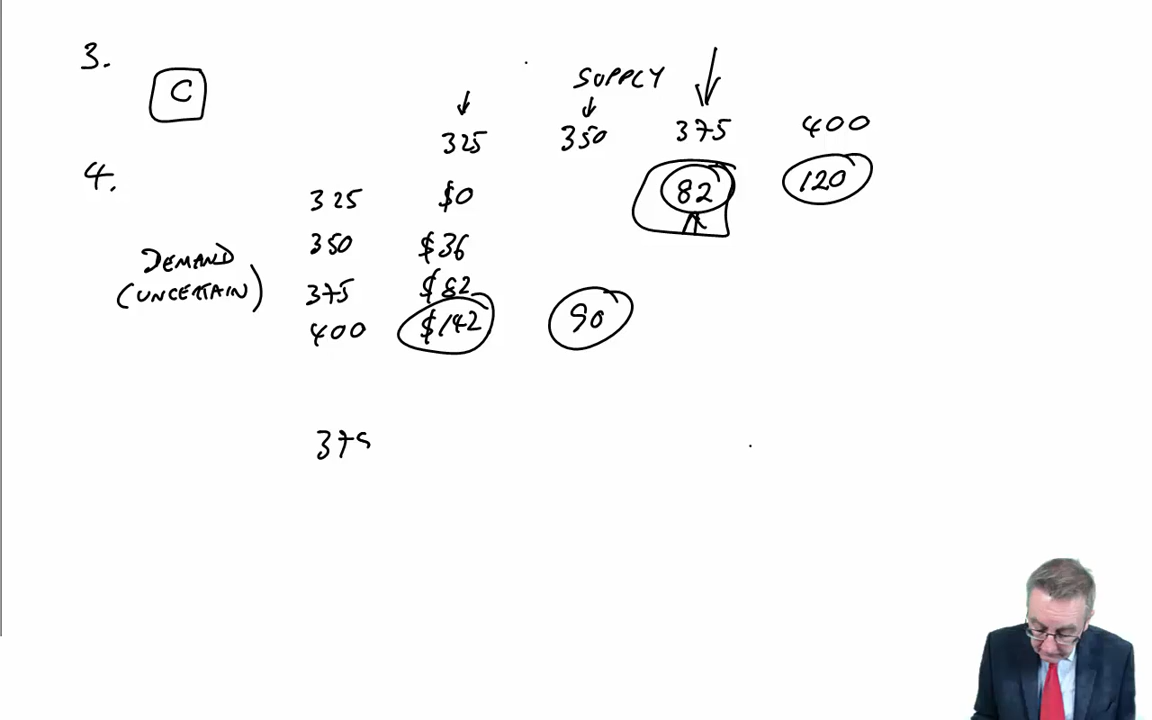 3.
C
SUPPLY
325 350 375 400
4.
325 $0 82 120
DEMAND 350 $36
(UNCERTAIN) 375 $82
400 $142 90
375